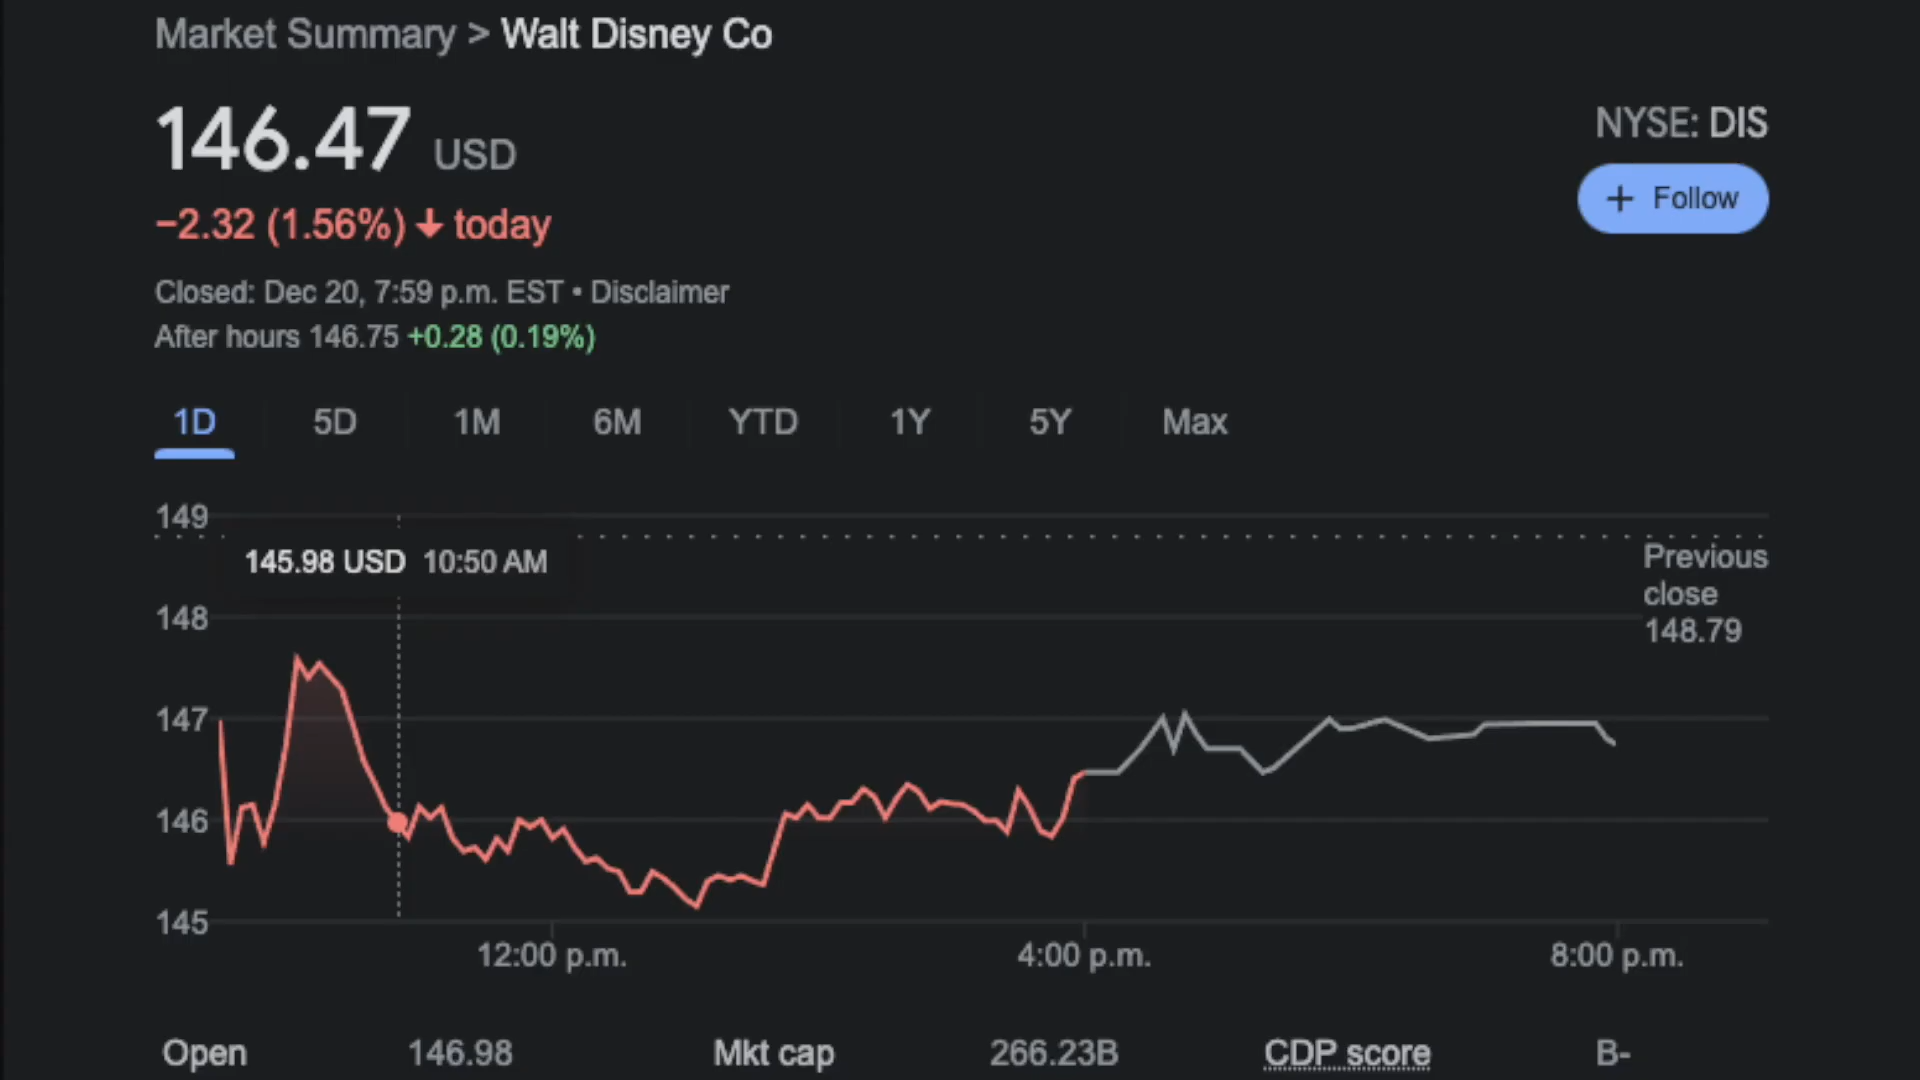 Market Summary > Walt Disney Co
146.47 USD
NYSE: DIS
+ Follow
−2.32 (1.56%) ↓ today
Closed: Dec 20, 7:59 p.m. EST • Disclaimer
After hours 146.75 +0.28 (0.19%)
1D 5D 1M 6M YTD 1Y 5Y Max
149
145.98 USD 10:50 AM
Previous
close
148.79
148
147
146
145
12:00 p.m. 4:00 p.m. 8:00 p.m.
Open 146.98 Mkt cap 266.23B CDP score B-